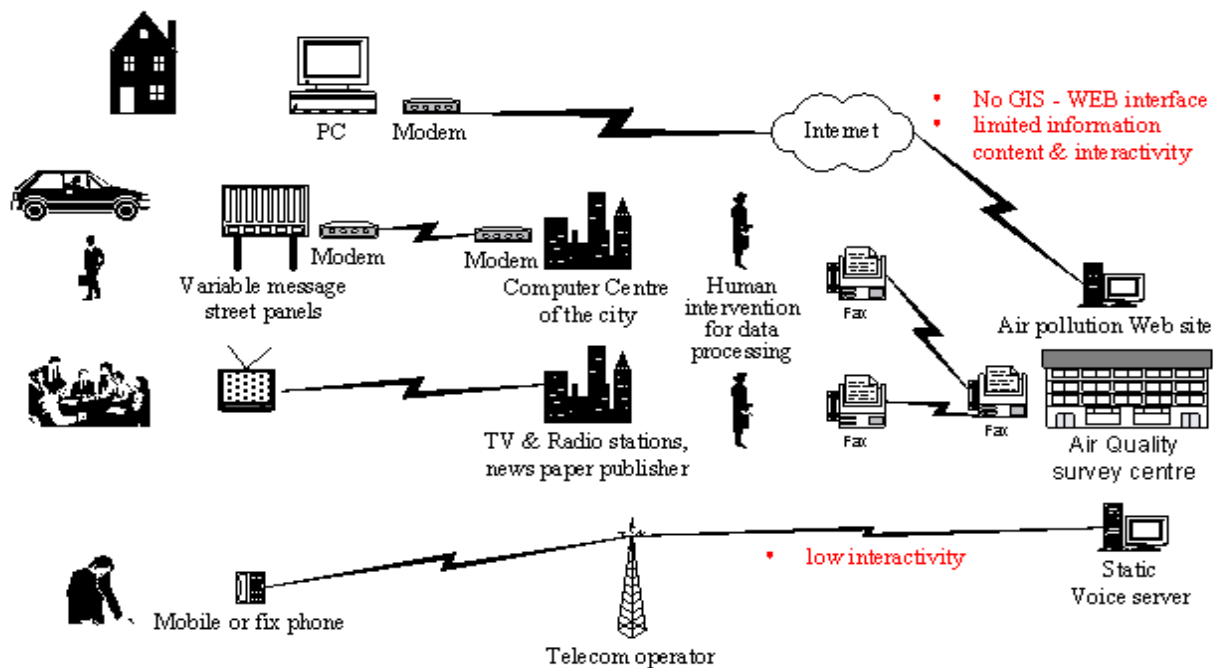 • No GIS - WEB interface
• limited information
content & interactivity
PC
Modem
Internet
Modem
Modem
Variable message
street panels
Computer Centre
of the city
Human
intervention
for data
processing
Fax
Air pollution Web site
TV & Radio stations,
news paper publisher
Fax
Fax
Air Quality
survey centre
• low interactivity
Mobile or fix phone
Telecom operator
Static
Voice server